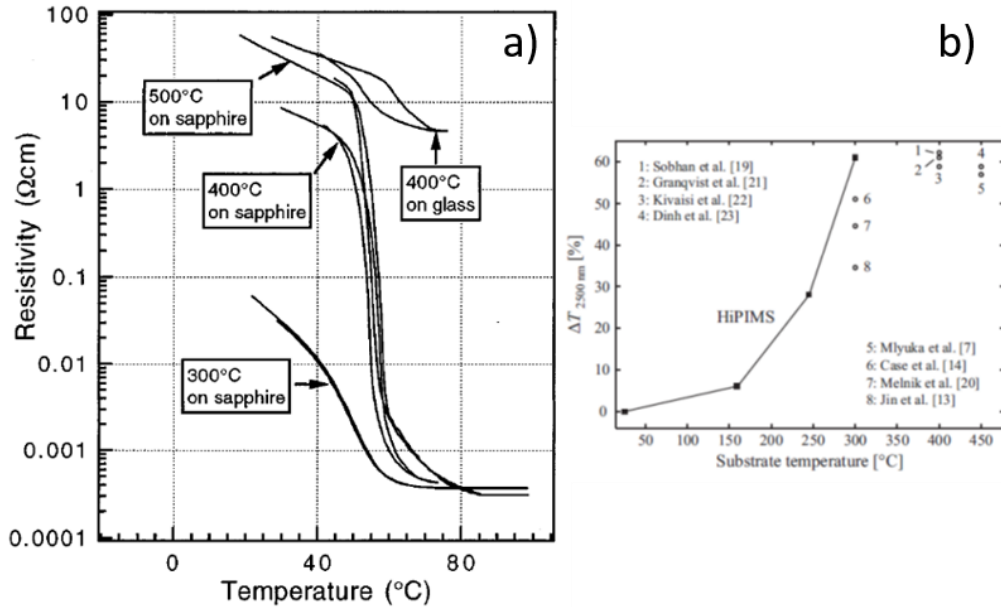 a)
100
10
1
0.1
0.01
0.001
0.0001
Resistivity (Ωcm)
500°C
on sapphire
400°C
on sapphire
400°C
on glass
300°C
on sapphire
0
40
80
Temperature (°C)
b)
60
50
40
30
20
10
0
ΔT 2500 nm [%]
1: Sobhan et al. [19]
2: Granqvist et al. [21]
3: Kivaisi et al. [22]
4: Dinh et al. [23]
1
2
3
4
5
6
7
8
HiPIMS
5: Mlyuka et al. [7]
6: Case et al. [14]
7: Melnik et al. [20]
8: Jin et al. [13]
50 100 150 200 250 300 350 400 450
Substrate temperature [°C]